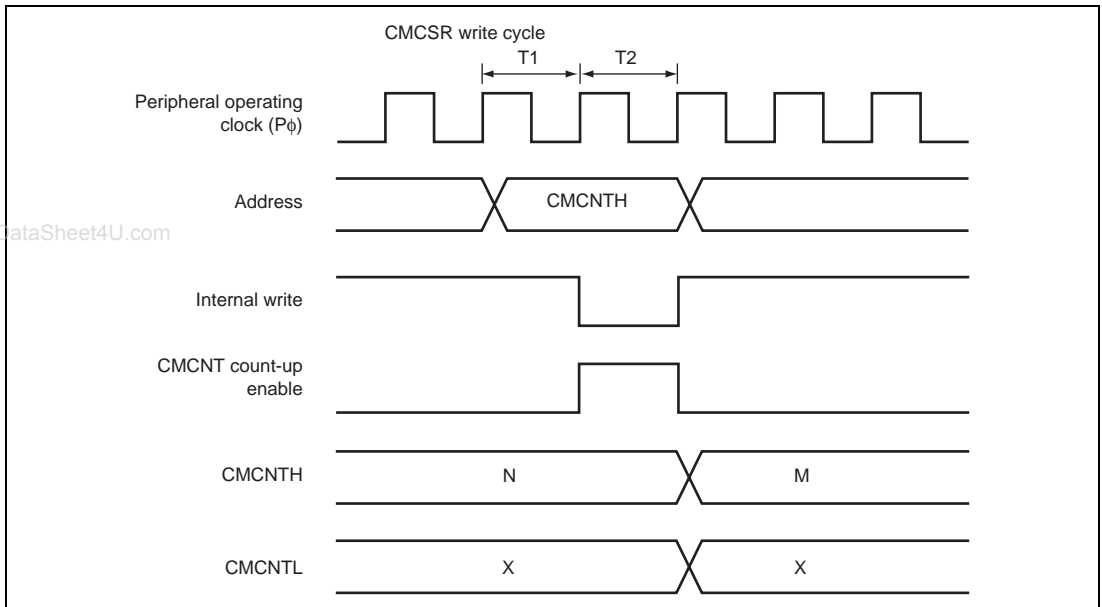 CMCSR write cycle
T1 T2
Peripheral operating
clock (Pϕ)
Address CMCNTH
DataSheet4U.com
Internal write
CMCNT count-up
enable
CMCNTH N M
CMCNTL X X